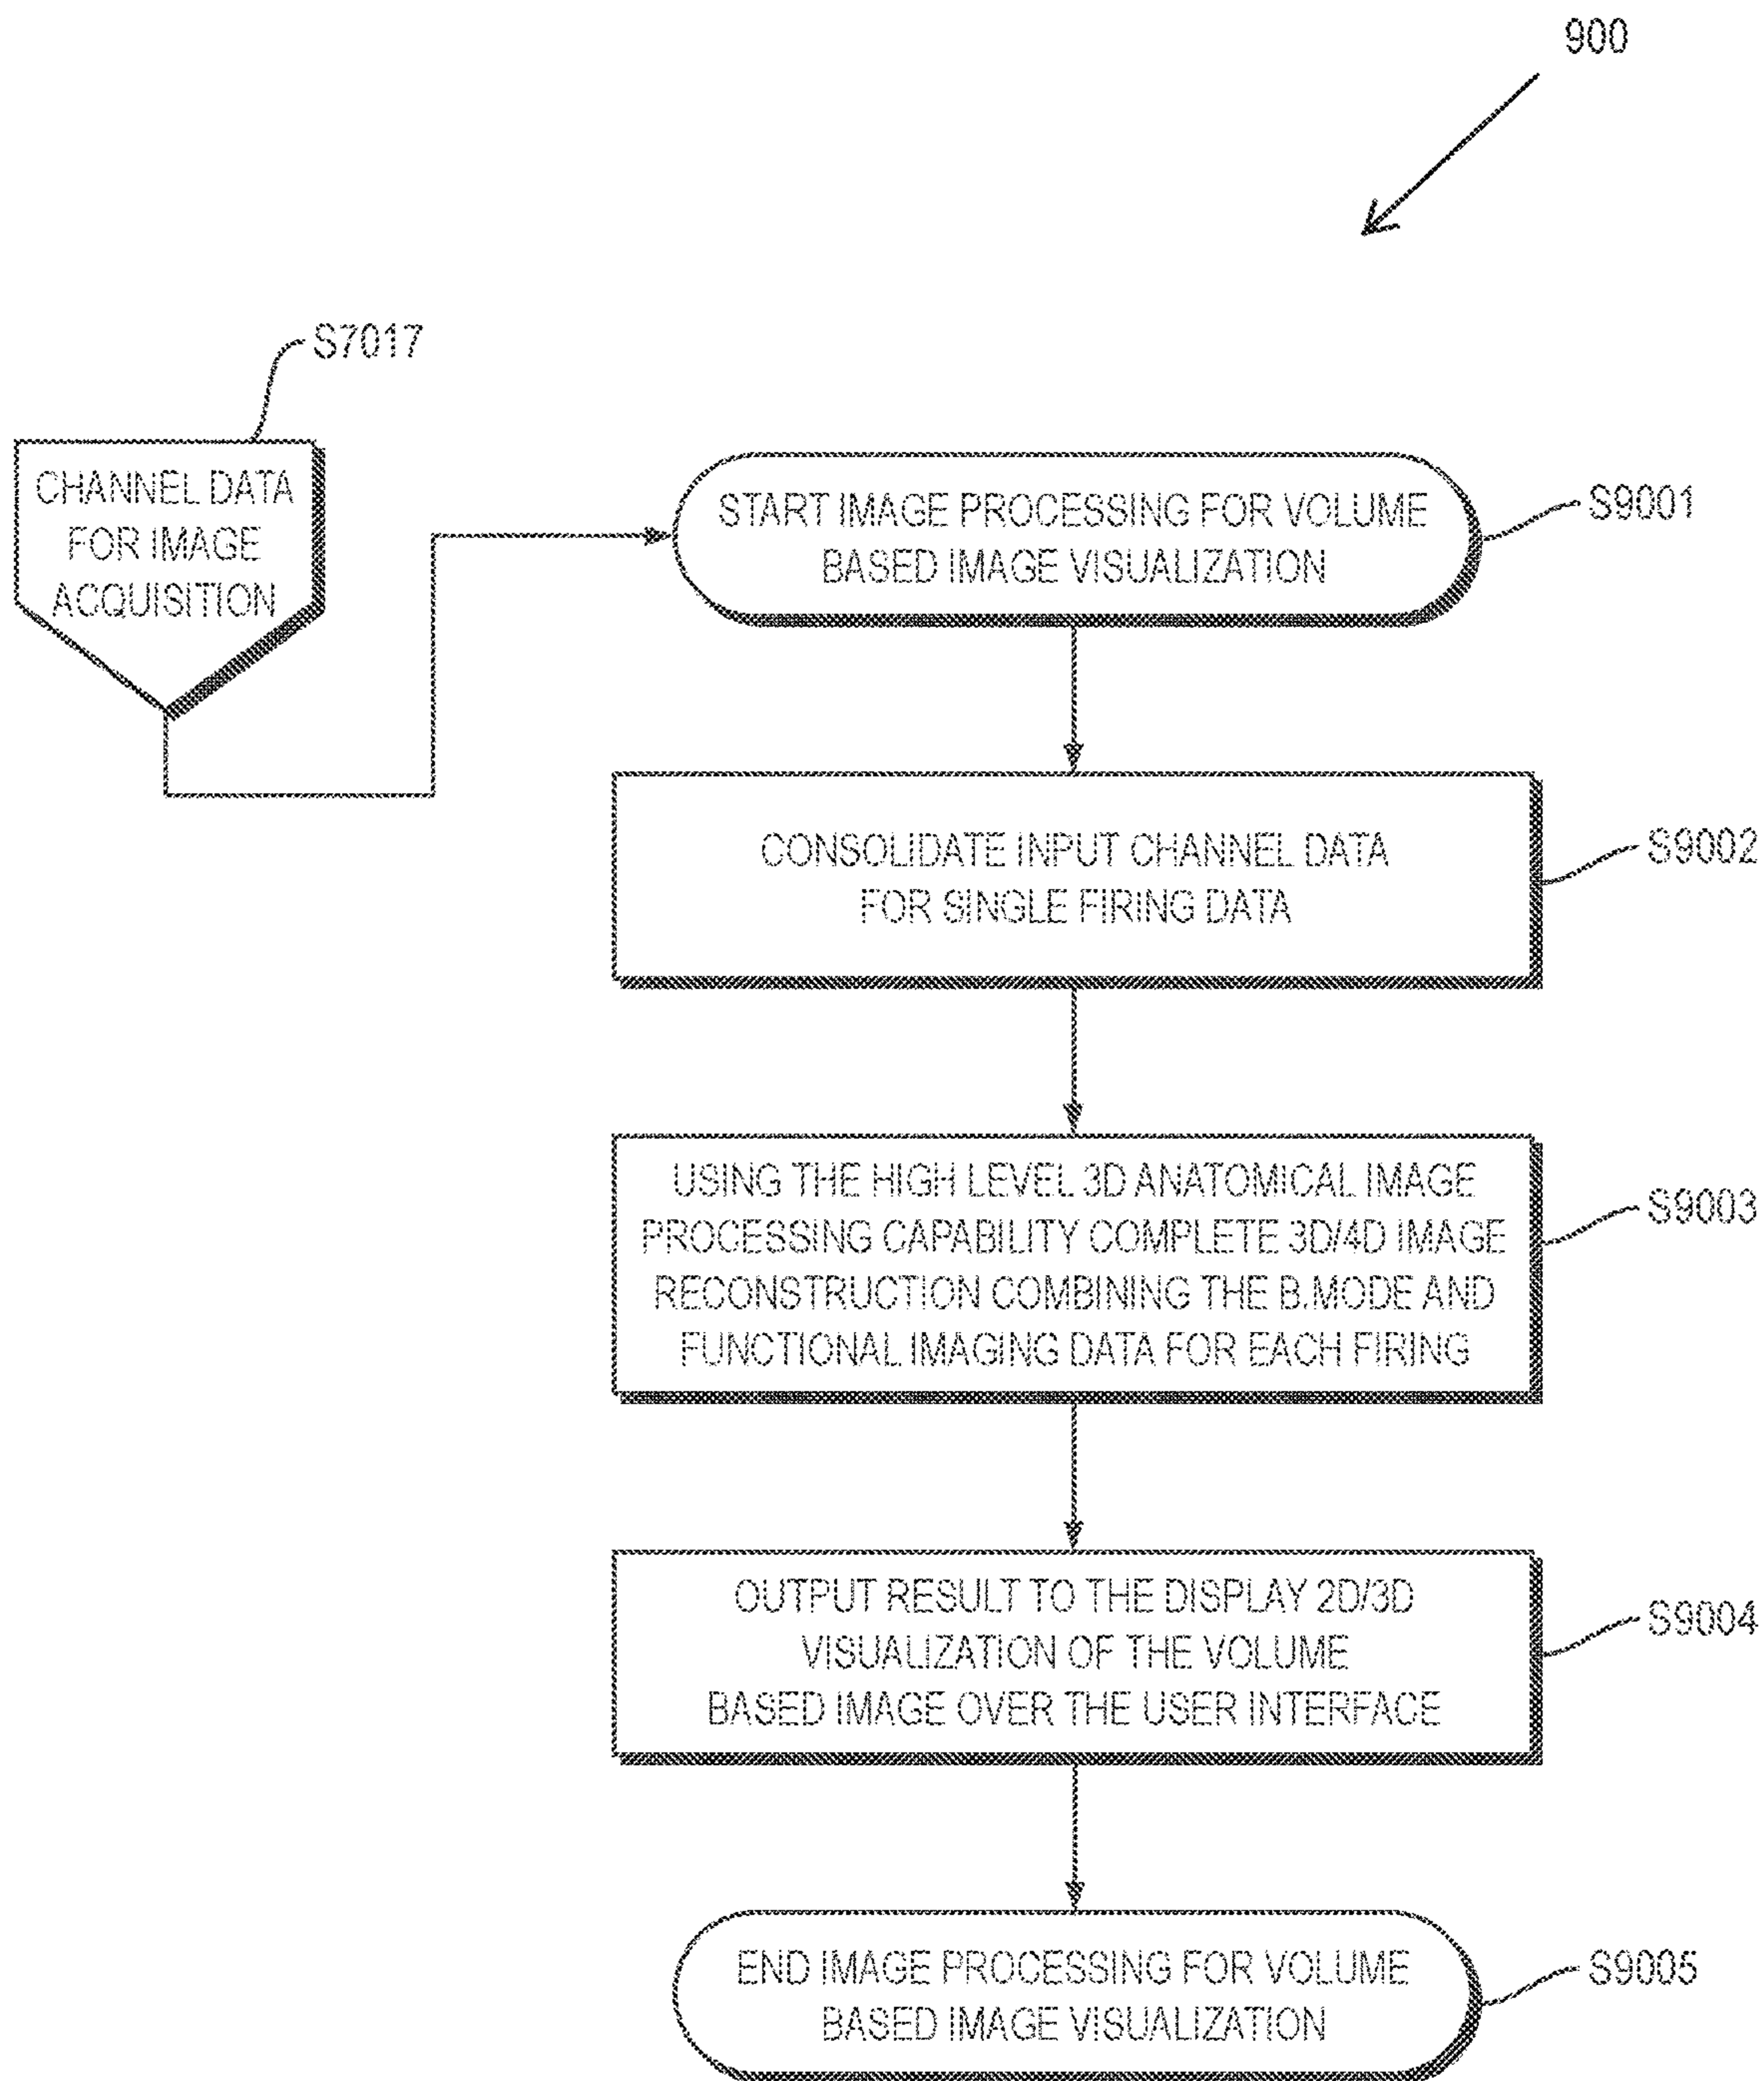 900
S7017
CHANNEL DATA
FOR IMAGE
ACQUISITION
START IMAGE PROCESSING FOR VOLUME
BASED IMAGE VISUALIZATION
S9001
CONSOLIDATE INPUT CHANNEL DATA
FOR SINGLE FIRING DATA
S9002
USING THE HIGH LEVEL 3D ANATOMICAL IMAGE
PROCESSING CAPABILITY COMPLETE 3D/4D IMAGE
RECONSTRUCTION COMBINING THE B.MODE AND
FUNCTIONAL IMAGING DATA FOR EACH FIRING
S9003
OUTPUT RESULT TO THE DISPLAY 2D/3D
VISUALIZATION OF THE VOLUME
BASED IMAGE OVER THE USER INTERFACE
S9004
END IMAGE PROCESSING FOR VOLUME
BASED IMAGE VISUALIZATION
S9005